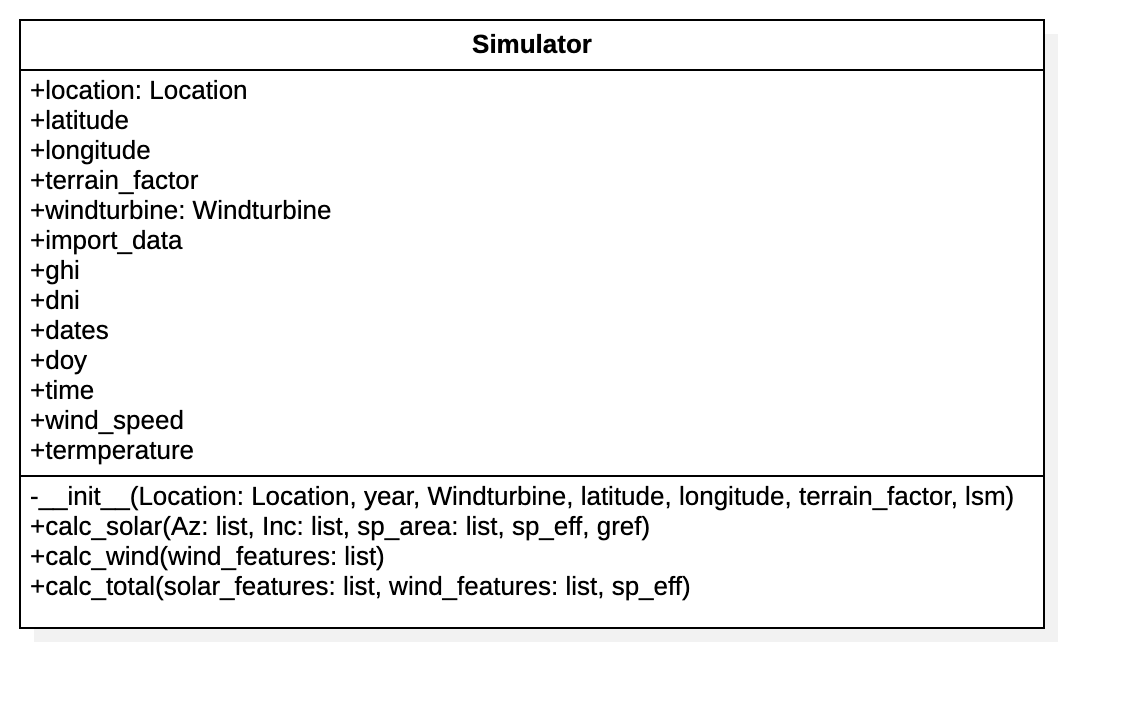 Simulator
+location: Location
+latitude
+longitude
+terrain_factor
+windturbine: Windturbine
+import_data
+ghi
+dni
+dates
+doy
+time
+wind_speed
+termperature
-__init__(Location: Location, year, Windturbine, latitude, longitude, terrain_factor, lsm)
+calc_solar(Az: list, Inc: list, sp_area: list, sp_eff, gref)
+calc_wind(wind_features: list)
+calc_total(solar_features: list, wind_features: list, sp_eff)